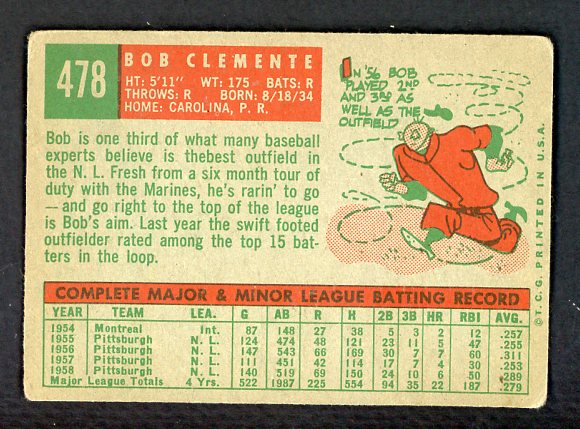 478
BOB CLEMENTE
HT: 5'11" WT: 175 BATS: R
THROWS: R BORN: 8/18/34
HOME: CAROLINA, P. R.
IN '56 BOB
PLAYED 2ND
AND 3RD AS
WELL AS THE
OUTFIELD
Bob is one third of what many baseball
experts believe is thebest outfield in
the N. L. Fresh from a six month tour of
duty with the Marines, he's rarin' to go
—and go right to the top of the league
is Bob's aim. Last year the swift footed
outfielder rated among the top 15 bat-
ters in the loop.
COMPLETE MAJOR & MINOR LEAGUE BATTING RECORD
YEAR TEAM LEA. G AB R H 2B 3B HR RBI AVG.
1954 Montreal Int. 87 148 27 38 5 3 2 12 .257
1955 Pittsburgh N. L. 124 474 48 121 23 11 5 47 .255
1956 Pittsburgh N. L. 147 543 66 169 30 7 7 60 .311
1957 Pittsburgh N. L. 111 451 42 114 17 7 4 30 .253
1958 Pittsburgh N. L. 140 519 69 150 24 10 6 50 .289
Major League Totals 4 Yrs. 522 1987 225 554 94 35 22 187 .279
© T.C.G. PRINTED IN U.S.A.